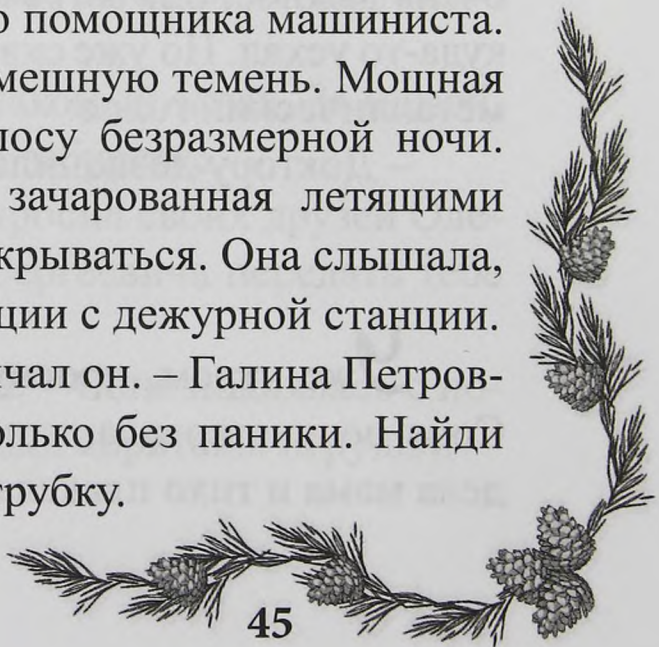 о помощника машиниста.
мешную темень. Мощная
лосу безразмерной ночи.
зачарованная летящими
крываться. Она слышала,
ции с дежурной станции.
чал он. – Галина Петров-
олько без паники. Найди
трубку.
45